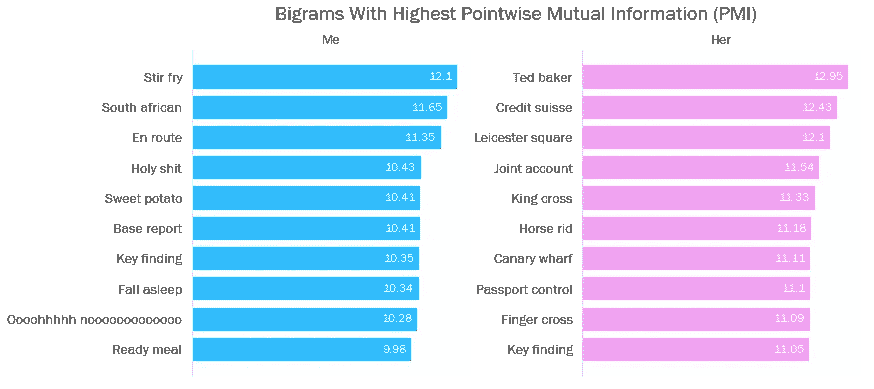 Bigrams With Highest Pointwise Mutual Information (PMI)
Me
Stir fry 12.1
South african 11.65
En route 11.35
Holy shit 10.43
Sweet potato 10.41
Base report 10.41
Key finding 10.35
Fall asleep 10.34
Ooohhhhh nooooooooooooo 10.28
Ready meal 9.98
Her
Ted baker 12.95
Credit suisse 12.43
Leicester square 12.1
Joint account 11.54
King cross 11.33
Horse rid 11.16
Canary wharf 11.11
Passport control 11.1
Finger cross 11.09
Key finding 11.05